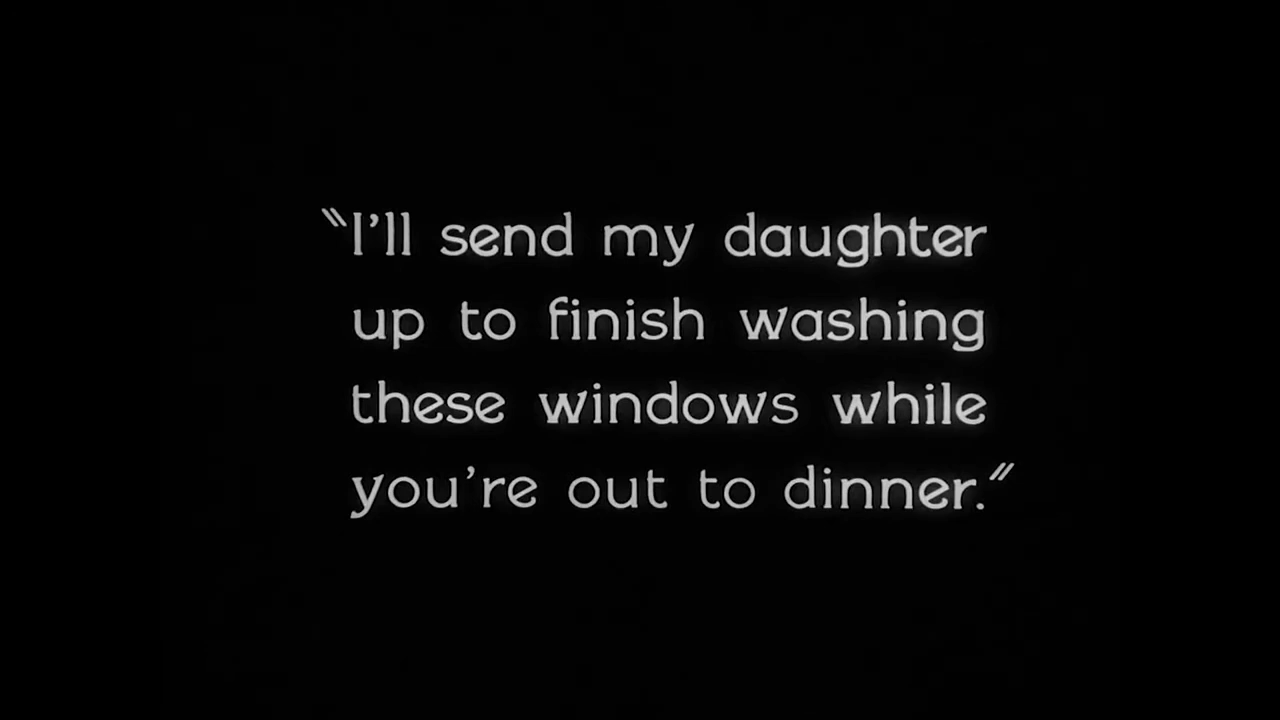 "I'll send my daughter
up to finish washing
these windows while
you're out to dinner."